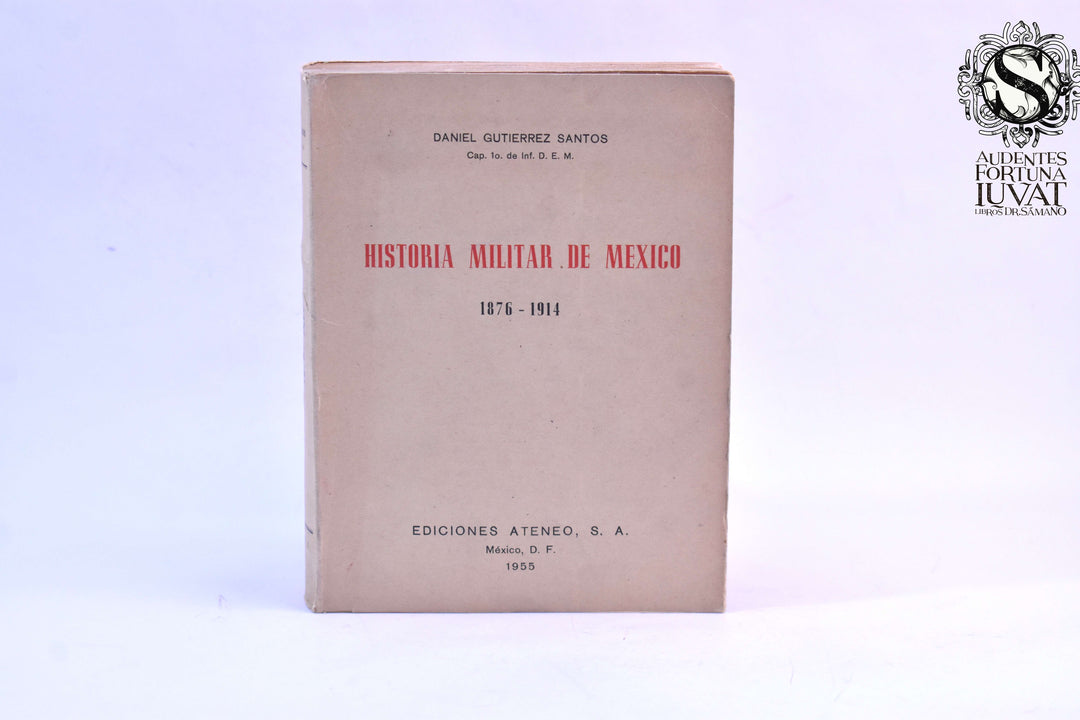 DANIEL GUTIERREZ SANTOS
Cap. 1o. de Inf. D. E. M.
HISTORIA MILITAR DE MEXICO
1876 - 1914
EDICIONES ATENEO, S. A.
México, D. F.
1955
S
AUDENTES
FORTUNA
IUVAT
LIBROS DR. SÁMANO